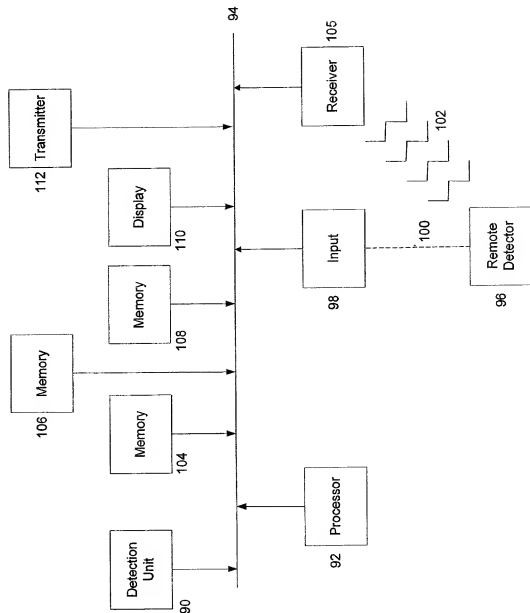 94
112
Transmitter
105
Receiver
110
Display
102
108
Memory
98
Input
100
106
Memory
104
Memory
96
Remote
Detector
90
Detection
Unit
92
Processor